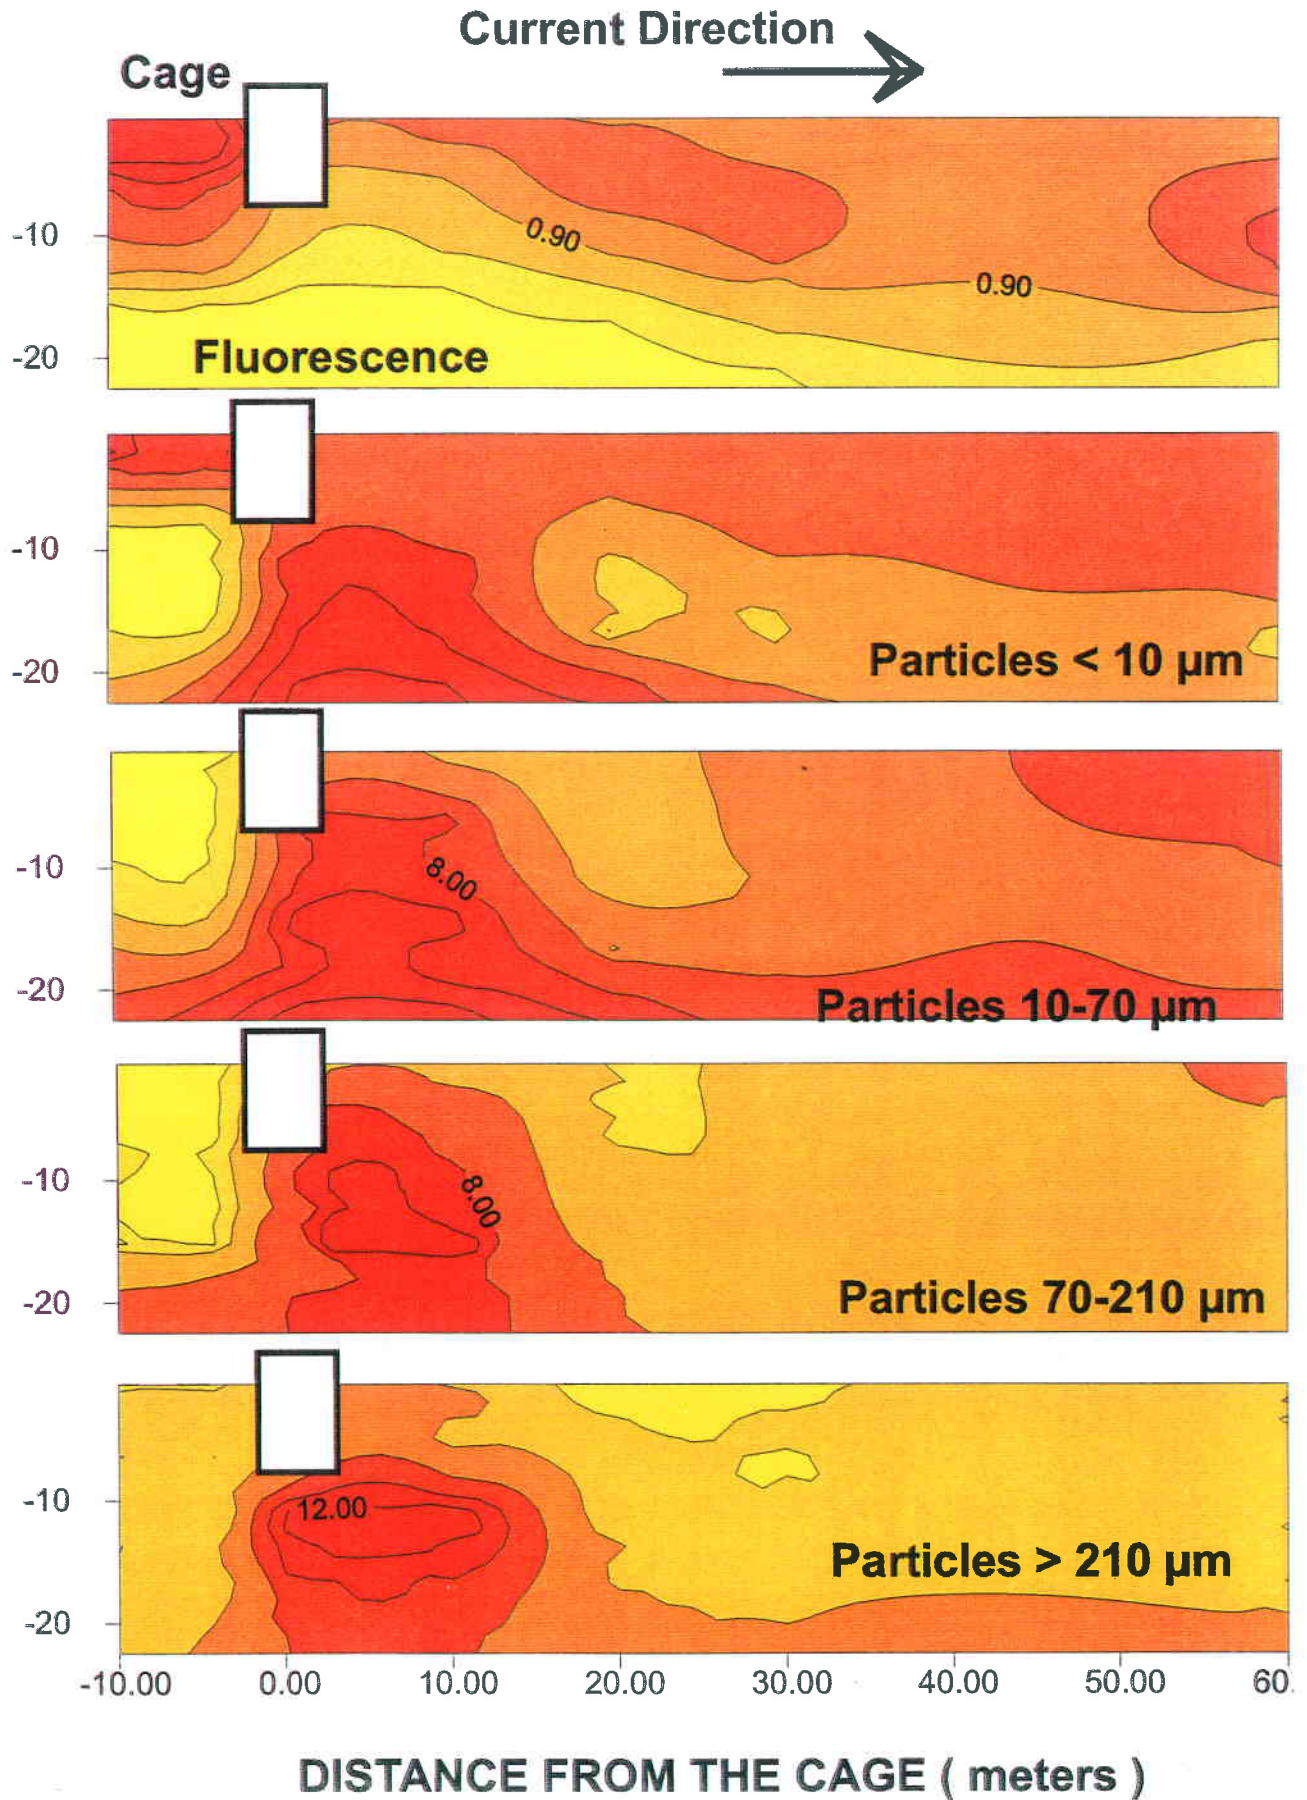 Current Direction
Cage
0.90
0.90
-10
-20
Fluorescence
-10
-20
Particles < 10 µm
8.00
-10
-20
Particles 10-70 µm
8.00
-10
-20
Particles 70-210 µm
12.00
-10
-20
Particles > 210 µm
-10.00 0.00 10.00 20.00 30.00 40.00 50.00 60.
DISTANCE FROM THE CAGE ( meters )